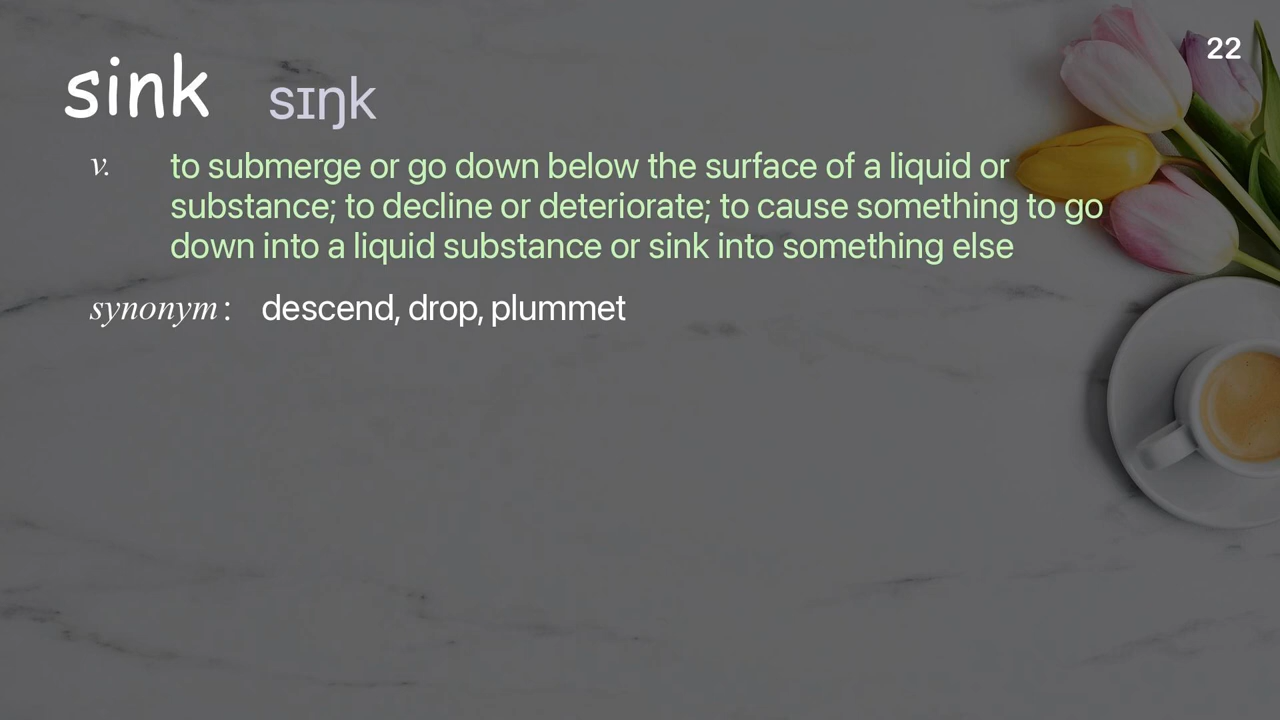 22
sink sɪŋk
v. to submerge or go down below the surface of a liquid or
substance; to decline or deteriorate; to cause something to go
down into a liquid substance or sink into something else
synonym: descend, drop, plummet